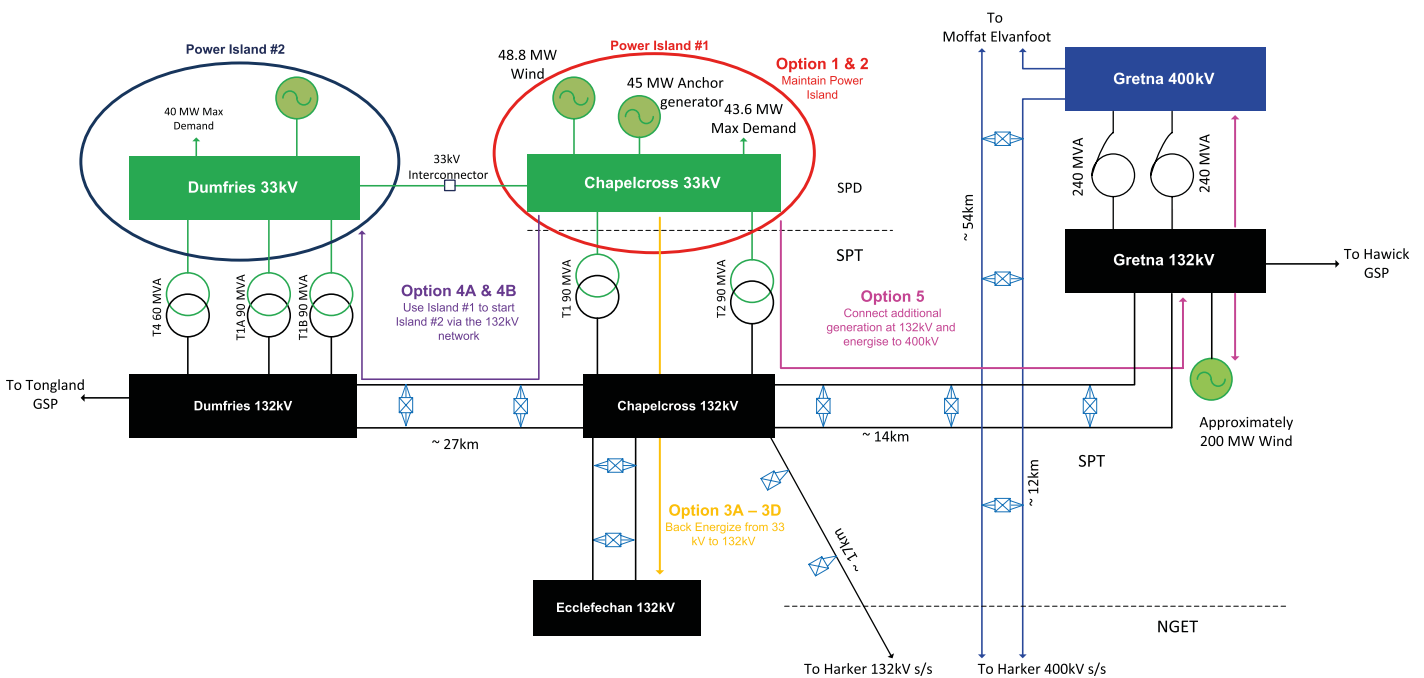 Power Island #2
40 MW Max
Demand
Dumfries 33kV
33kV
Interconnector
Power Island #1
48.8 MW
Wind
45 MW Anchor
generator
43.6 MW
Max Demand
Chapelcross 33kV
Option 1 & 2
Maintain Power
Island
SPD
SPT
To
Moffat Elvanfoot
Gretna 400kV
240 MVA
240 MVA
~ 54km
Gretna 132kV
To Hawick
GSP
T4 60 MVA
T1A 90 MVA
T1B 90 MVA
Option 4A & 4B
Use Island #1 to start
Island #2 via the 132kV
network
T1 90 MVA
T2 90 MVA
Option 5
Connect additional
generation at 132kV and
energise to 400kV
To Tongland
GSP
Dumfries 132kV
~ 27km
Chapelcross 132kV
~ 14km
Approximately
200 MW Wind
SPT
~ 12km
Option 3A – 3D
Back Energize from 33
kV to 132kV
~ 17km
Ecclefechan 132kV
NGET
To Harker 132kV s/s
To Harker 400kV s/s